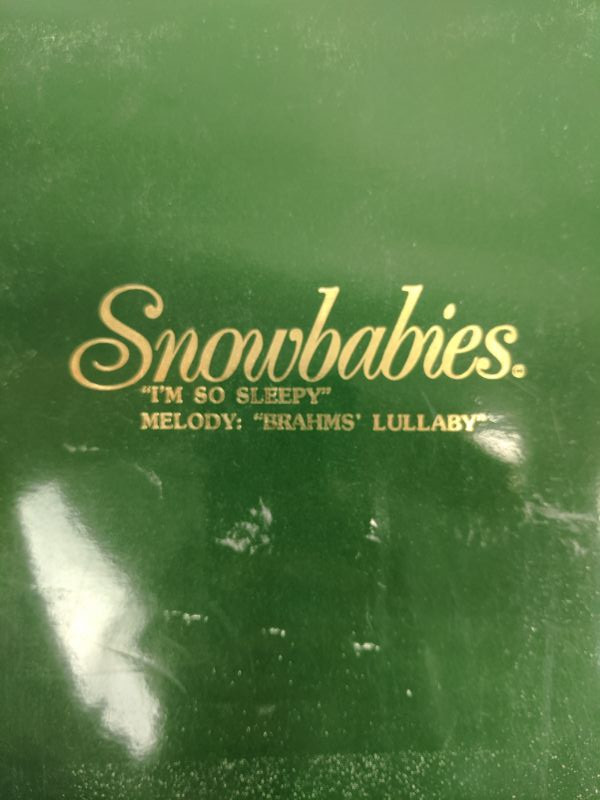 Snowbabies.
"I'M SO SLEEPY"
MELODY: "BRAHMS' LULLABY"